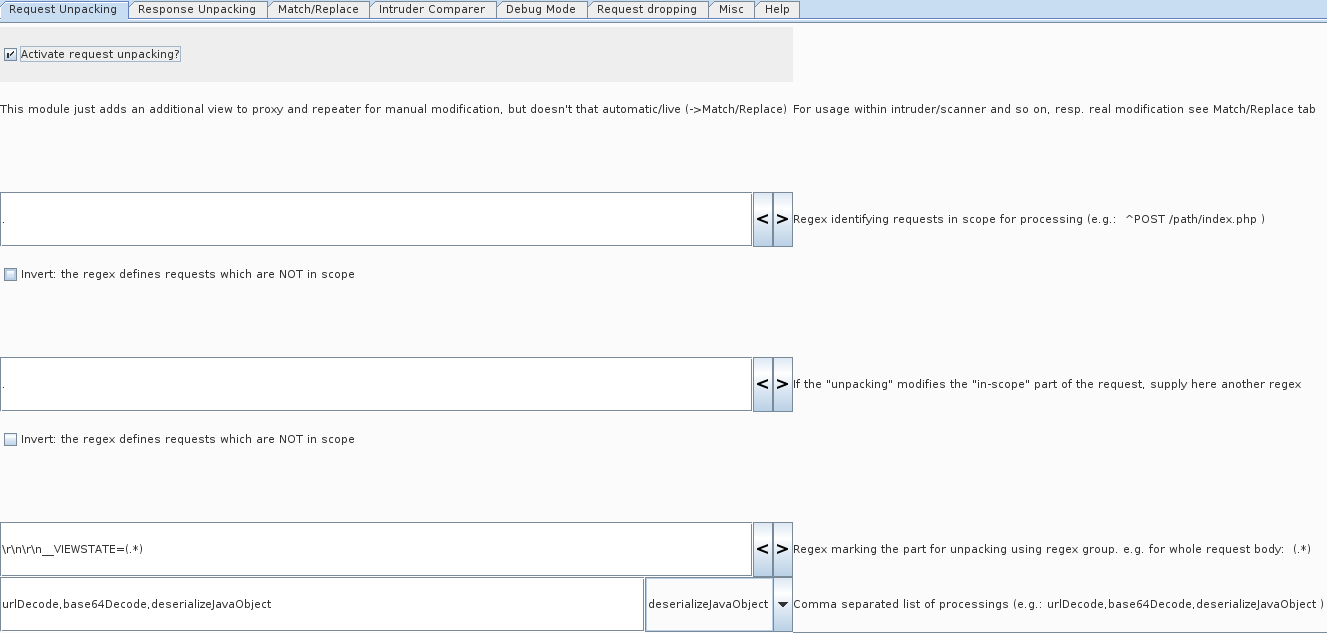 Request Unpacking Response Unpacking Match/Replace Intruder Comparer Debug Mode Request dropping Misc Help
Activate request unpacking?
This module just adds an additional view to proxy and repeater for manual modification, but doesn't that automatic/live (->Match/Replace) For usage within intruder/scanner and so on, resp. real modification see Match/Replace tab
. < > Regex identifying requests in scope for processing (e.g.: ^POST /path/index.php )
Invert: the regex defines requests which are NOT in scope
. < > If the "unpacking" modifies the "in-scope" part of the request, supply here another regex
Invert: the regex defines requests which are NOT in scope
\r\n\r\n__VIEWSTATE=(.*) < > Regex marking the part for unpacking using regex group. e.g. for whole request body: (.*)
urlDecode,base64Decode,deserializeJavaObject deserializeJavaObject Comma separated list of processings (e.g.: urlDecode,base64Decode,deserializeJavaObject )